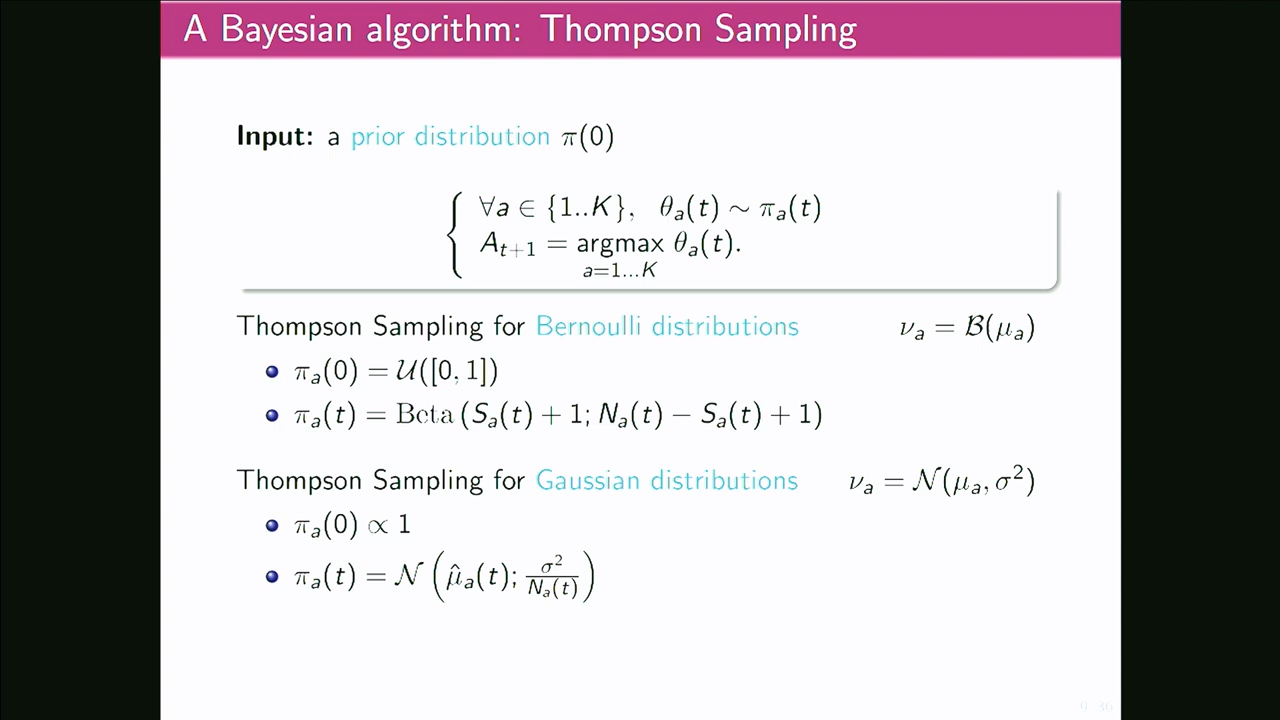 A Bayesian algorithm: Thompson Sampling
Input: a prior distribution π(0)
∀a ∈ {1..K}, θ_a(t) ∼ π_a(t)
A_{t+1} = argmax θ_a(t).
a=1...K
Thompson Sampling for Bernoulli distributions ν_a = ℬ(μ_a)
π_a(0) = 𝒰([0, 1])
π_a(t) = Beta (S_a(t) + 1; N_a(t) − S_a(t) + 1)
Thompson Sampling for Gaussian distributions ν_a = 𝒩(μ_a, σ²)
π_a(0) ∝ 1
π_a(t) = 𝒩 (μ̂_a(t); σ²/N_a(t))